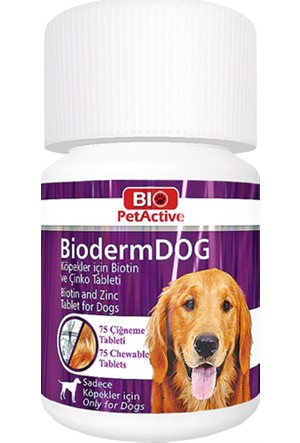 BIO
PetActive
BiodermDOG
Köpekler için Biotin
ve Çinko Tableti
Biotin and Zinc
Tablet for Dogs
75 Çiğneme
Tableti
75 Chewable
Tablets
Sadece
Köpekler için
Only for Dogs